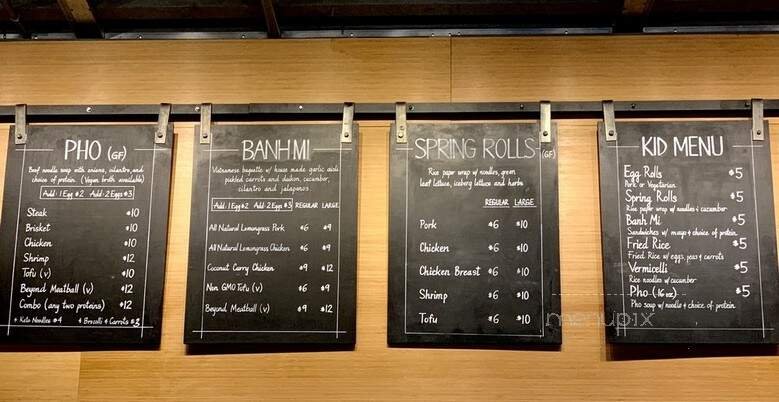 PHO (GF)
Beef noodle soup with onions, cilantro, and
choice of protein. (Vegan broth available)
Add: 1 Egg $2 Add: 2 Eggs $3
Steak $10
Brisket $10
Chicken $10
Shrimp $12
Tofu (v) $10
Beyond Meatball (v) $12
Combo (any two proteins) $12
+ Keto Noodles $4 + Brocolli & Carrots $2
BANH MI
Vietnamese baguette w/ house made garlic aioli
pickled carrots and daikon, cucumber,
cilantro and jalapanos.
Add: 1 Egg $2 Add: 2 Eggs $3 REGULAR LARGE
All Natural Lemongrass Pork $6 $9
All Natural Lemongrass Chicken $6 $9
Coconut Curry Chicken $9 $12
Non GMO Tofu (v) $6 $9
Beyond Meatball (v) $9 $12
SPRING ROLLS (GF)
Rice paper wrap w/ noodles, green
leaf lettuce, iceberg lettuce and herbs
REGULAR LARGE
Pork $6 $10
Chicken $6 $10
Chicken Breast $6 $10
Shrimp $6 $10
Tofu $6 $10
KID MENU
Egg Rolls $5
Pork or Vegetarian
Spring Rolls $5
Rice paper wrap w/ noodles & cucumber
Banh Mi $5
Sandwiches w/ mayo & choice of protein
Fried Rice $5
Fried Rice w/ eggs, peas & carrots
Vermicelli $5
Rice noodles w/ cucumber
Pho (16 oz) $5
Pho soup w/ noodle & choice of protein
menupix